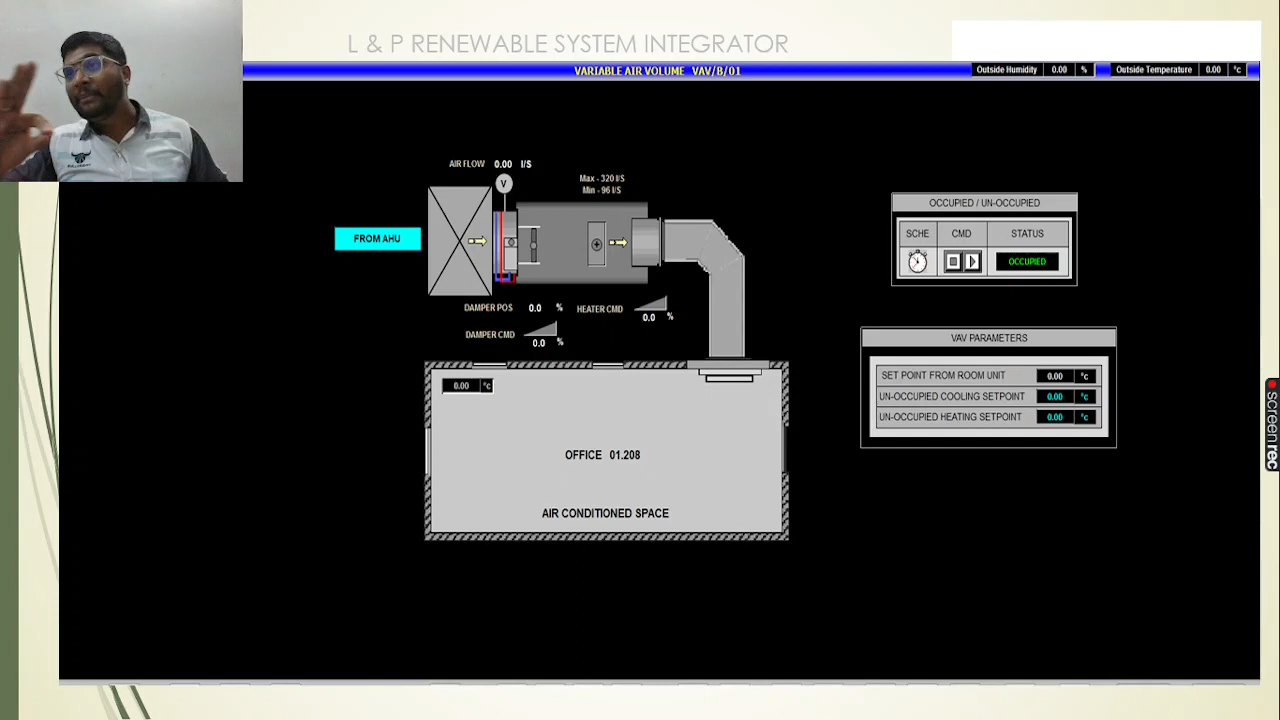 L & P RENEWABLE SYSTEM INTEGRATOR
VARIABLE AIR VOLUME VAV/B/01
Outside Humidity 0.00 %
Outside Temperature 0.00 °c
AIR FLOW 0.00 l/S
V
Max - 320 l/S
Min - 96 l/S
FROM AHU
DAMPER POS 0.0 %
HEATER CMD
0.0 %
DAMPER CMD
0.0 %
0.00 °c
OFFICE 01.208
AIR CONDITIONED SPACE
OCCUPIED / UN-OCCUPIED
SCHE CMD STATUS
OCCUPIED
VAV PARAMETERS
SET POINT FROM ROOM UNIT 0.00 °c
UN-OCCUPIED COOLING SETPOINT 0.00 °c
UN-OCCUPIED HEATING SETPOINT 0.00 °c
screenrec